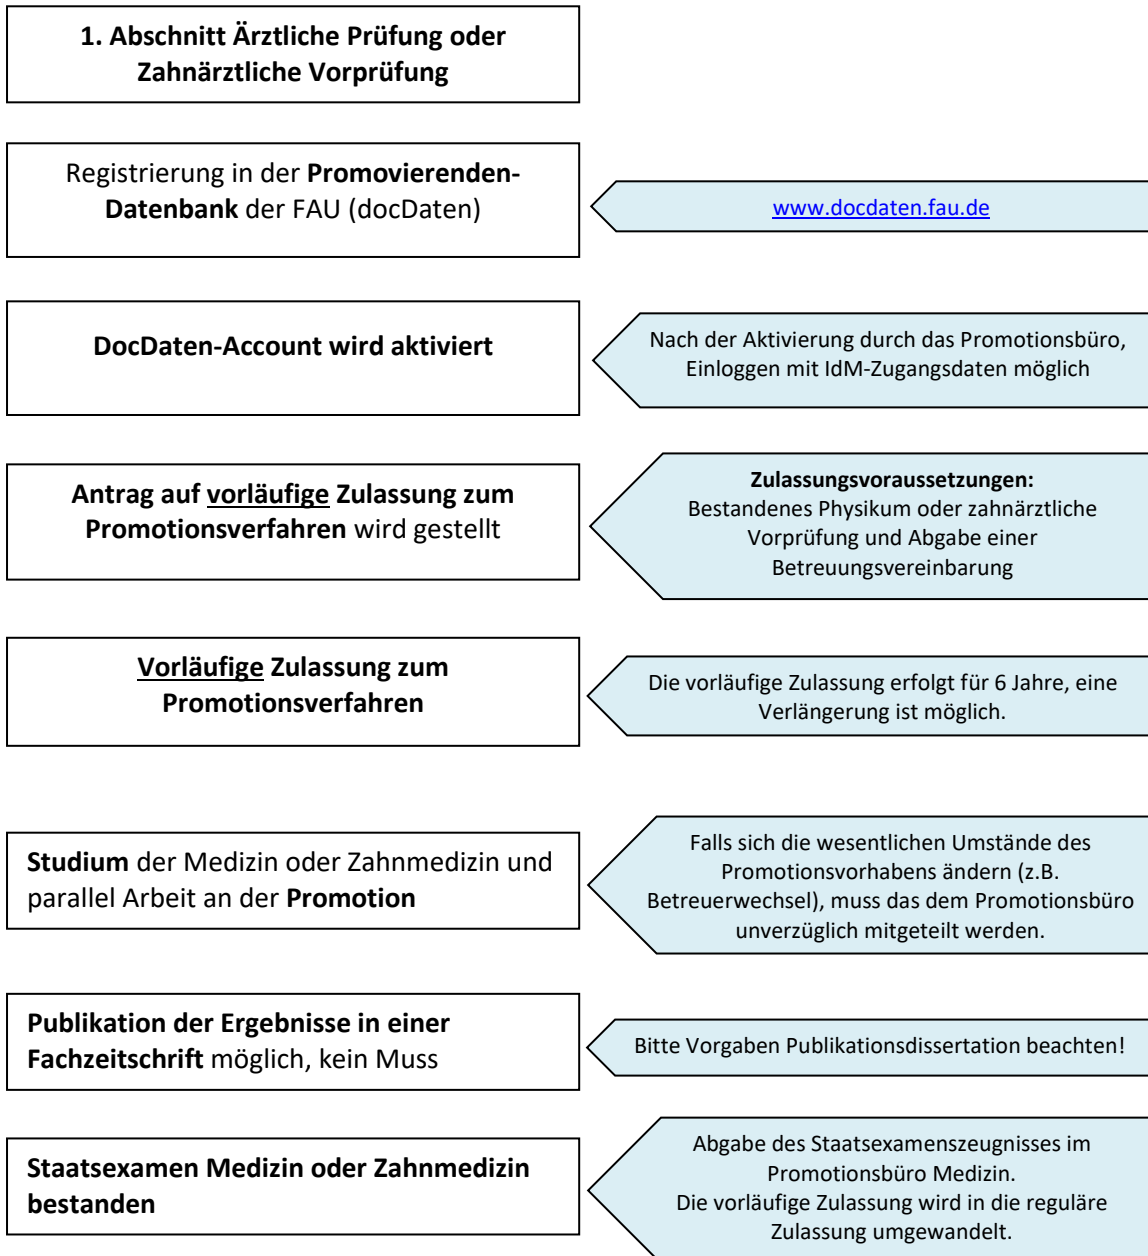 1. Abschnitt Ärztliche Prüfung oder
Zahnärztliche Vorprüfung
Registrierung in der Promovierenden-
Datenbank der FAU (docDaten)
www.docdaten.fau.de
DocDaten-Account wird aktiviert
Nach der Aktivierung durch das Promotionsbüro,
Einloggen mit IdM-Zugangsdaten möglich
Antrag auf vorläufige Zulassung zum
Promotionsverfahren wird gestellt
Zulassungsvoraussetzungen:
Bestandenes Physikum oder zahnärztliche
Vorprüfung und Abgabe einer
Betreuungsvereinbarung
Vorläufige Zulassung zum
Promotionsverfahren
Die vorläufige Zulassung erfolgt für 6 Jahre, eine
Verlängerung ist möglich.
Studium der Medizin oder Zahnmedizin und
parallel Arbeit an der Promotion
Falls sich die wesentlichen Umstände des
Promotionsvorhabens ändern (z.B.
Betreuerwechsel), muss das dem Promotionsbüro
unverzüglich mitgeteilt werden.
Publikation der Ergebnisse in einer
Fachzeitschrift möglich, kein Muss
Bitte Vorgaben Publikationsdissertation beachten!
Staatsexamen Medizin oder Zahnmedizin
bestanden
Abgabe des Staatsexamenszeugnisses im
Promotionsbüro Medizin.
Die vorläufige Zulassung wird in die reguläre
Zulassung umgewandelt.